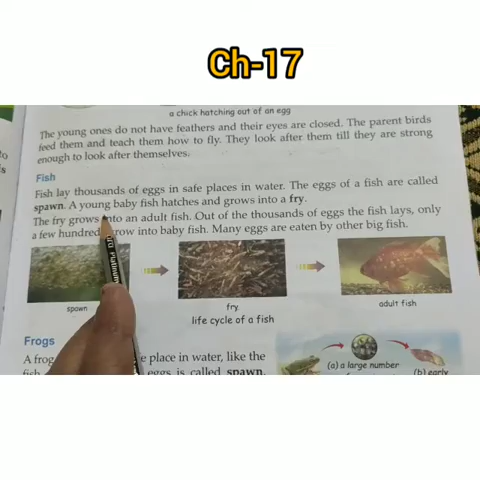 Ch-17
a chick hatching out of an egg
The young ones do not have feathers and their eyes are closed. The parent birds
feed them and teach them how to fly. They look after them till they are strong
enough to look after themselves.
Fish
Fish lay thousands of eggs in safe places in water. The eggs of a fish are called
spawn. A young baby fish hatches and grows into a fry.
The fry grows into an adult fish. Out of the thousands of eggs the fish lays, only
a few hundred grow into baby fish. Many eggs are eaten by other big fish.
spawn
fry
adult fish
life cycle of a fish
Frogs
A frog place in water, like the
eggs is called spawn.
(a) a large number
(b) early
Platinum